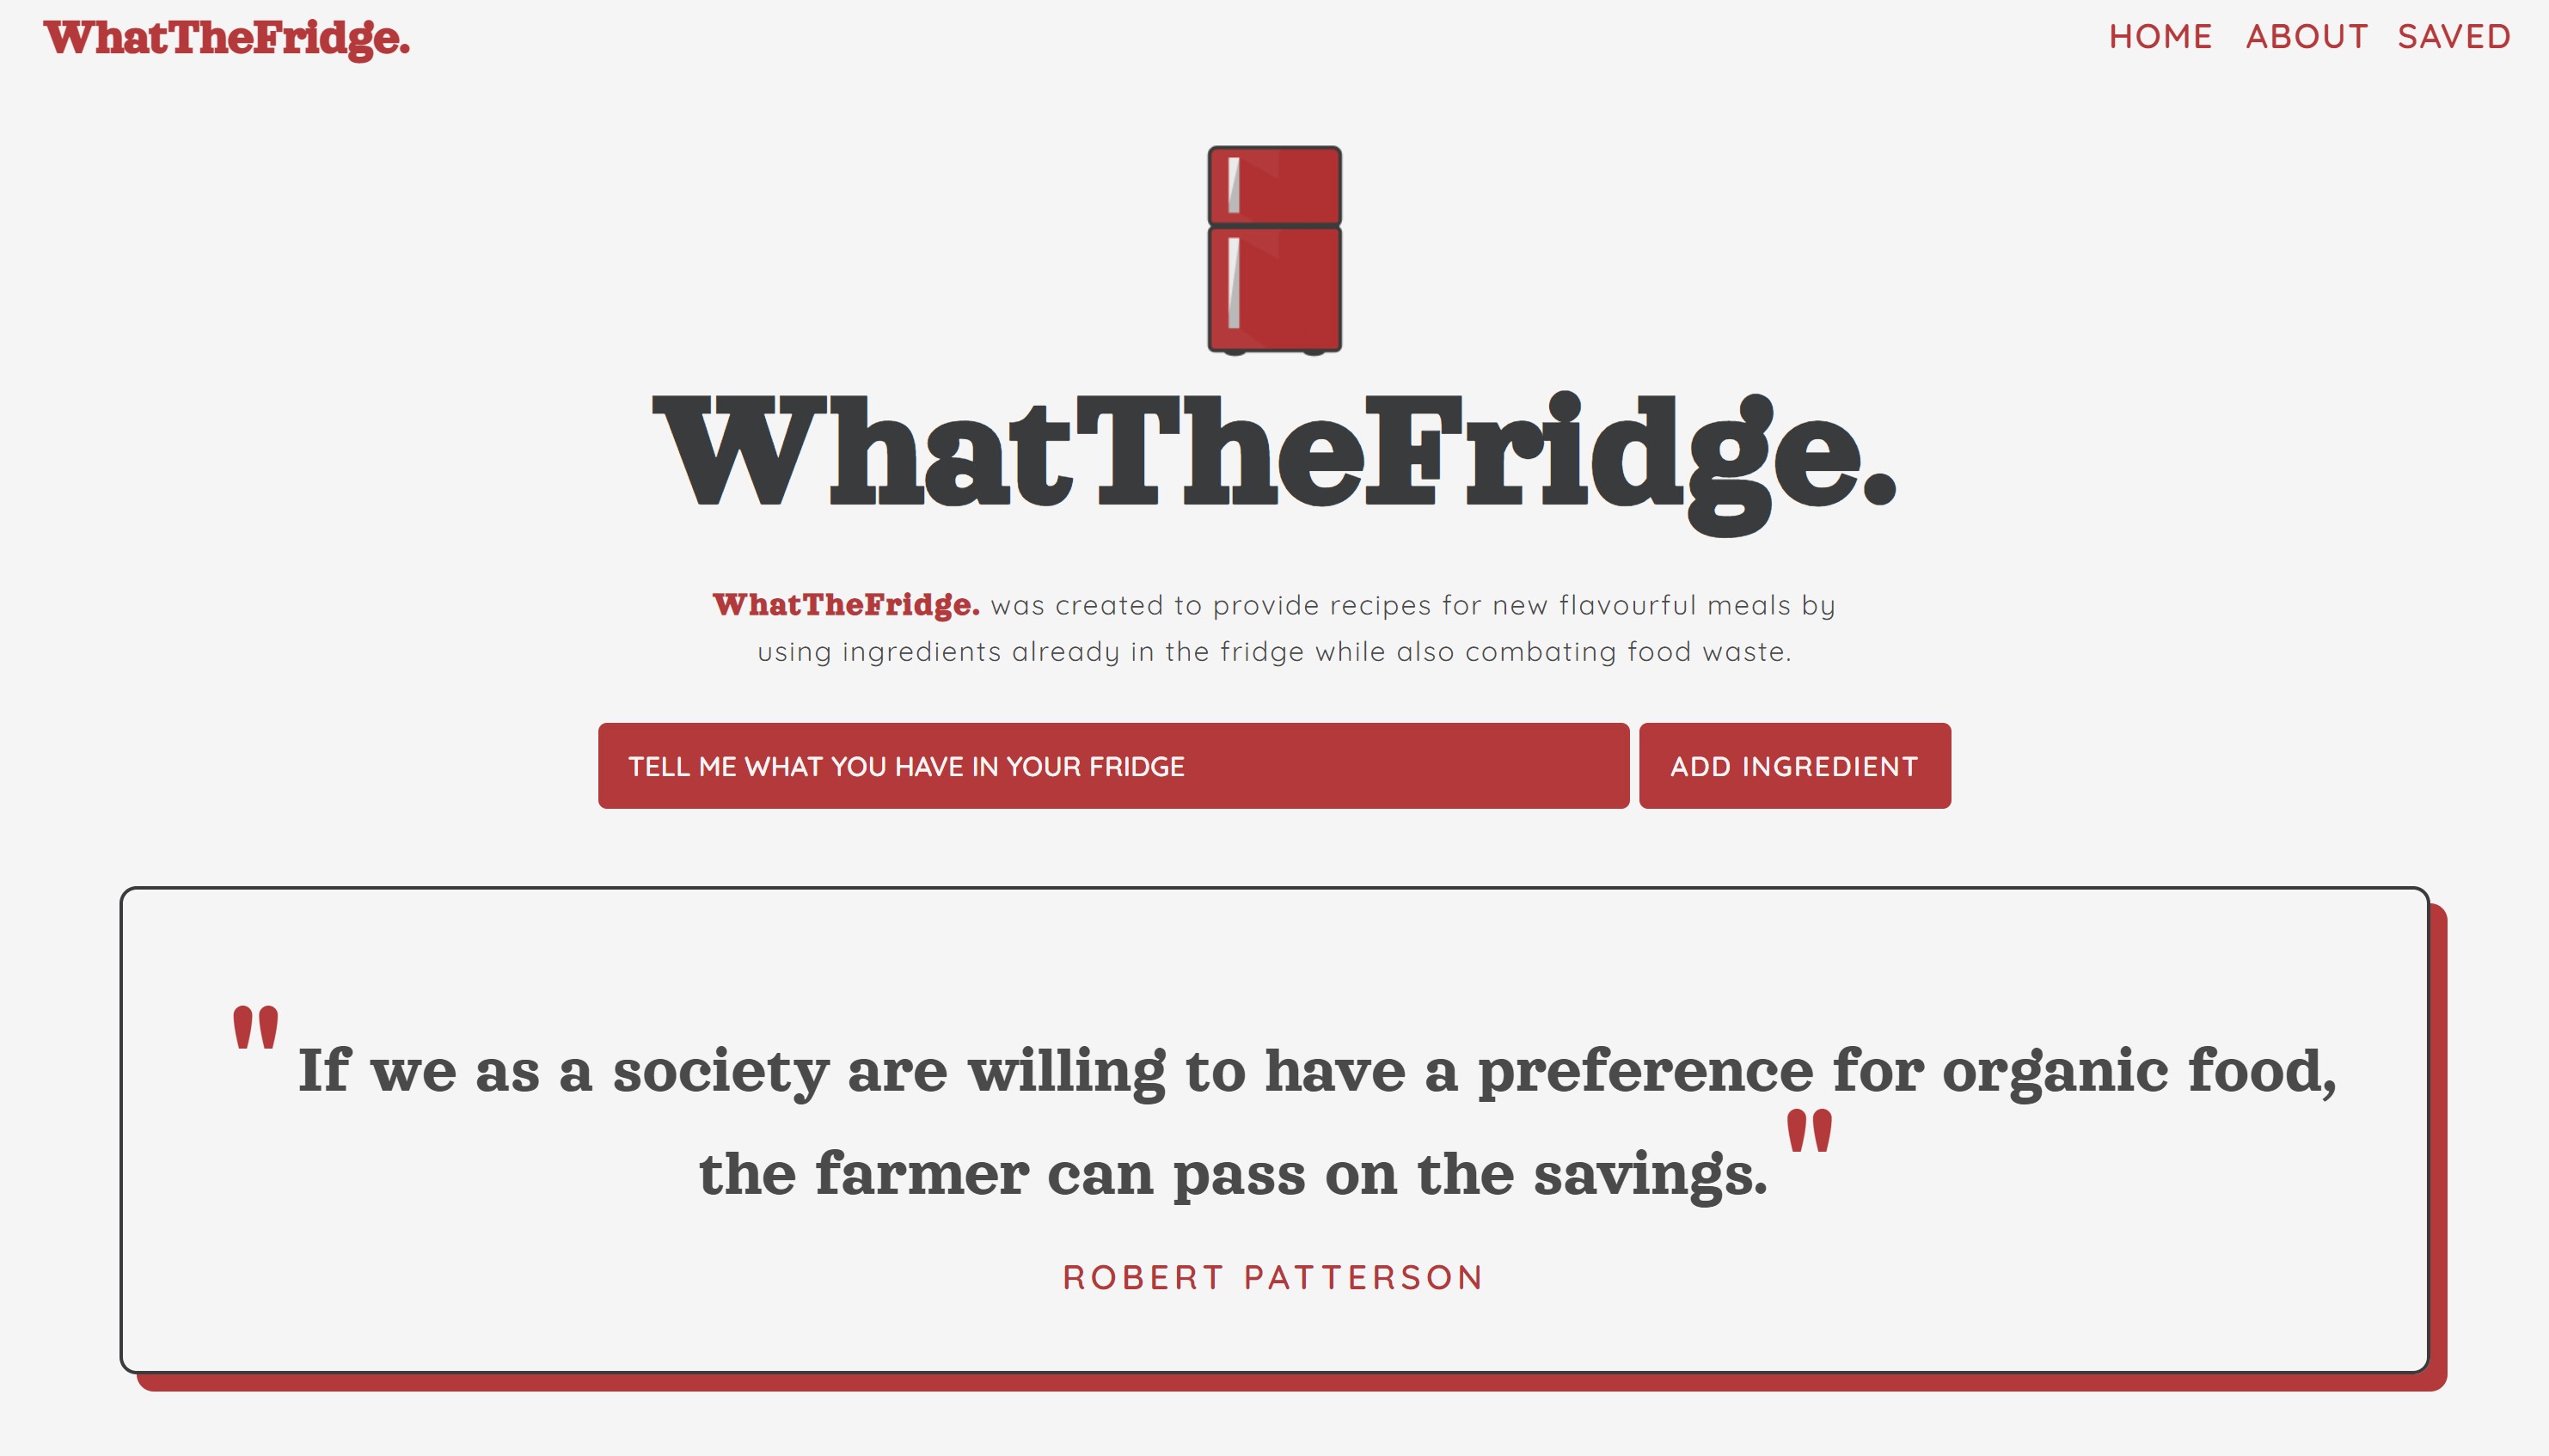 WhatTheFridge.
HOME ABOUT SAVED
WhatTheFridge.
WhatTheFridge. was created to provide recipes for new flavourful meals by
using ingredients already in the fridge while also combating food waste.
TELL ME WHAT YOU HAVE IN YOUR FRIDGE
ADD INGREDIENT
"If we as a society are willing to have a preference for organic food,
the farmer can pass on the savings."
ROBERT PATTERSON